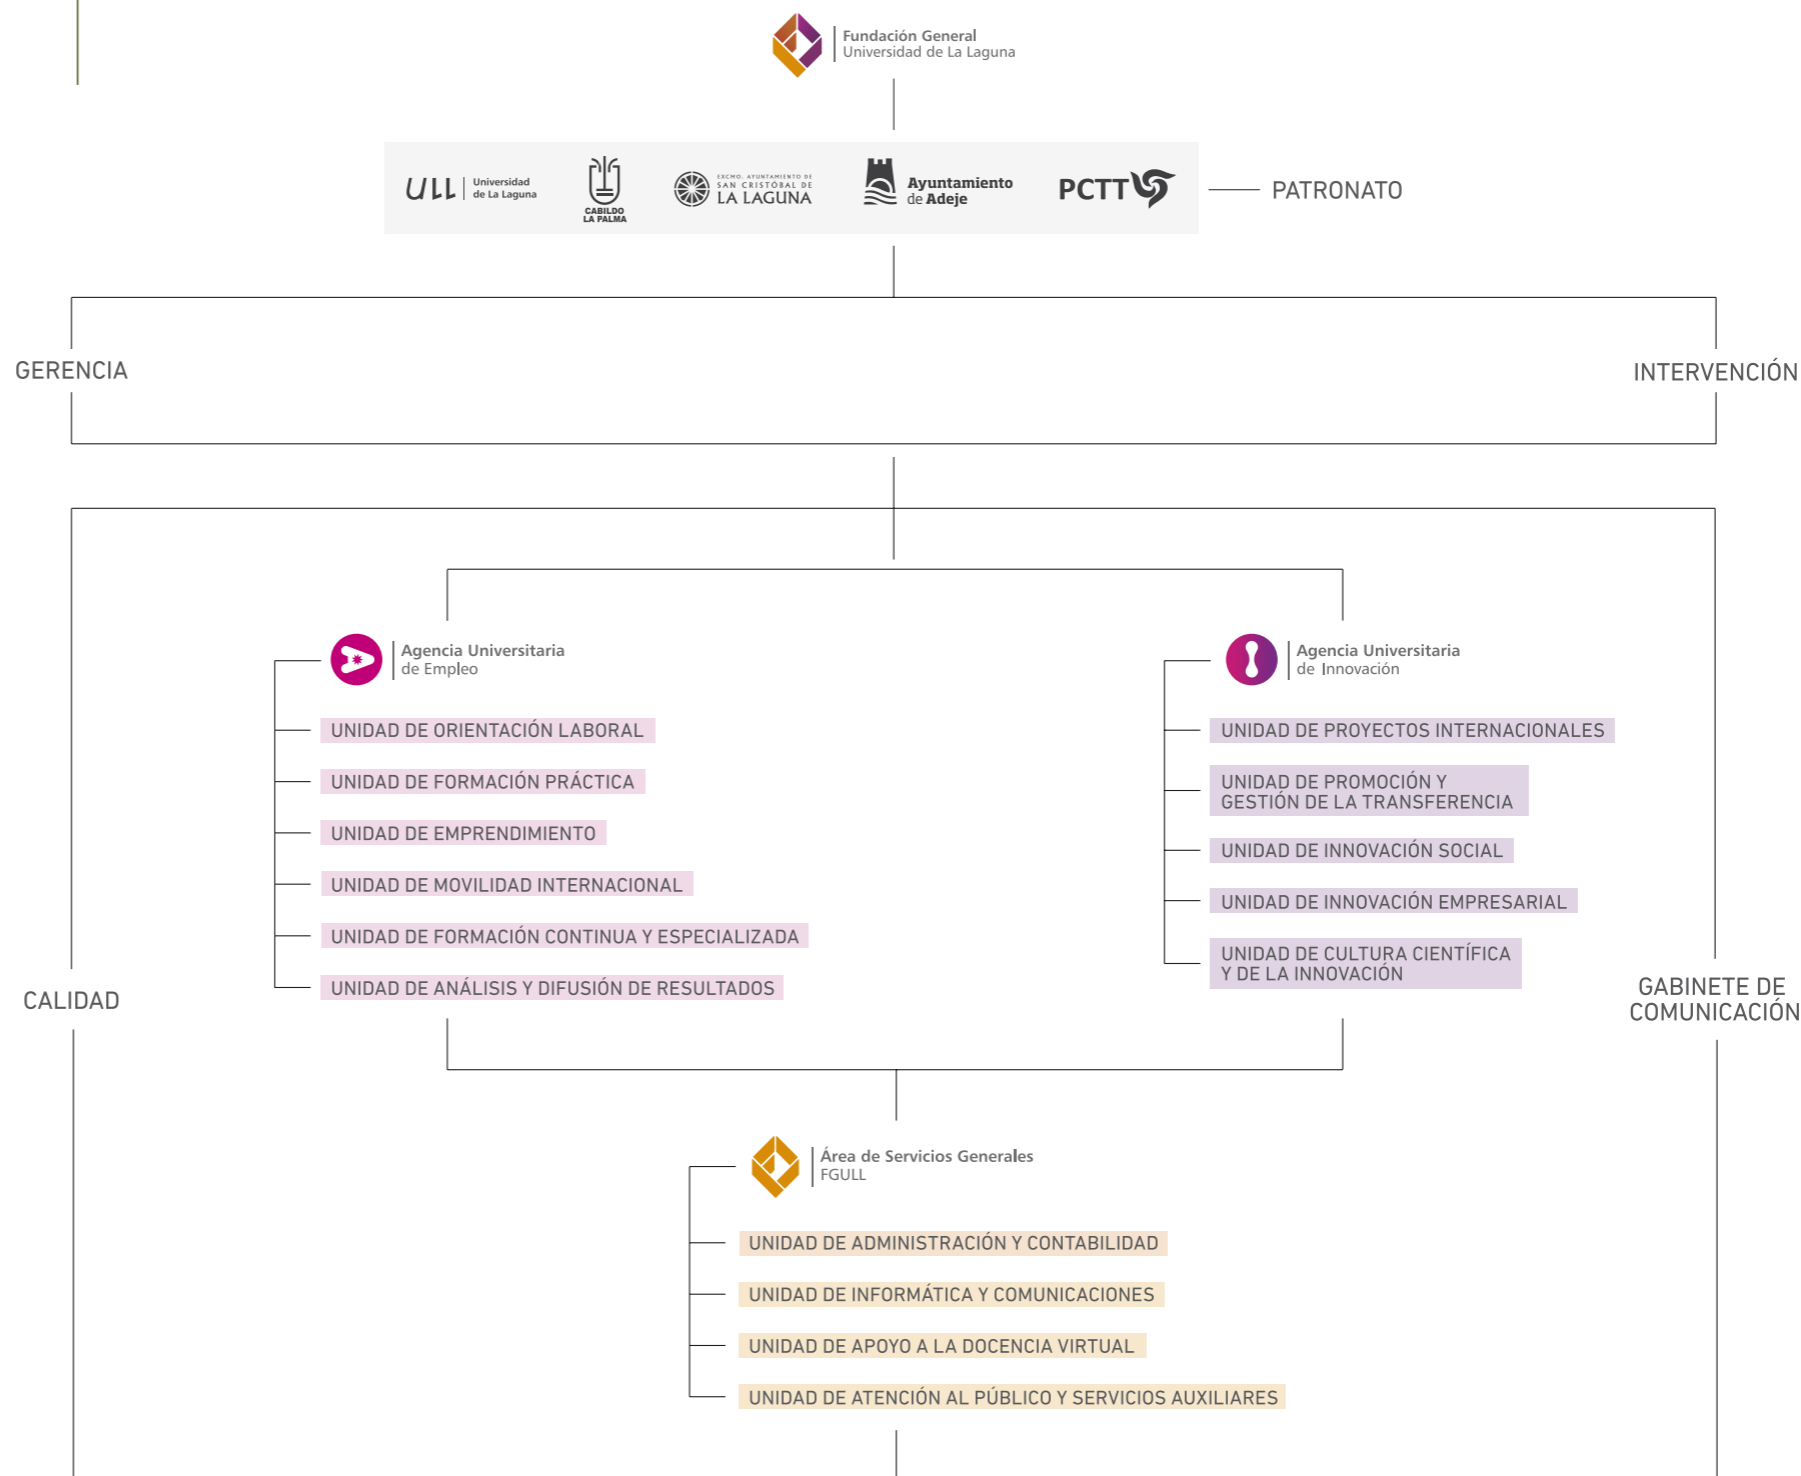 Fundación General
Universidad de La Laguna
ULL
Universidad
de La Laguna
CABILDO
LA PALMA
EXCMO. AYUNTAMIENTO DE
SAN CRISTÓBAL DE
LA LAGUNA
Ayuntamiento
de Adeje
PCTT
PATRONATO
GERENCIA
INTERVENCIÓN
Agencia Universitaria
de Empleo
UNIDAD DE ORIENTACIÓN LABORAL
UNIDAD DE FORMACIÓN PRÁCTICA
UNIDAD DE EMPRENDIMIENTO
UNIDAD DE MOVILIDAD INTERNACIONAL
UNIDAD DE FORMACIÓN CONTINUA Y ESPECIALIZADA
UNIDAD DE ANÁLISIS Y DIFUSIÓN DE RESULTADOS
Agencia Universitaria
de Innovación
UNIDAD DE PROYECTOS INTERNACIONALES
UNIDAD DE PROMOCIÓN Y
GESTIÓN DE LA TRANSFERENCIA
UNIDAD DE INNOVACIÓN SOCIAL
UNIDAD DE INNOVACIÓN EMPRESARIAL
UNIDAD DE CULTURA CIENTÍFICA
Y DE LA INNOVACIÓN
CALIDAD
GABINETE DE
COMUNICACIÓN
Área de Servicios Generales
FGULL
UNIDAD DE ADMINISTRACIÓN Y CONTABILIDAD
UNIDAD DE INFORMÁTICA Y COMUNICACIONES
UNIDAD DE APOYO A LA DOCENCIA VIRTUAL
UNIDAD DE ATENCIÓN AL PÚBLICO Y SERVICIOS AUXILIARES